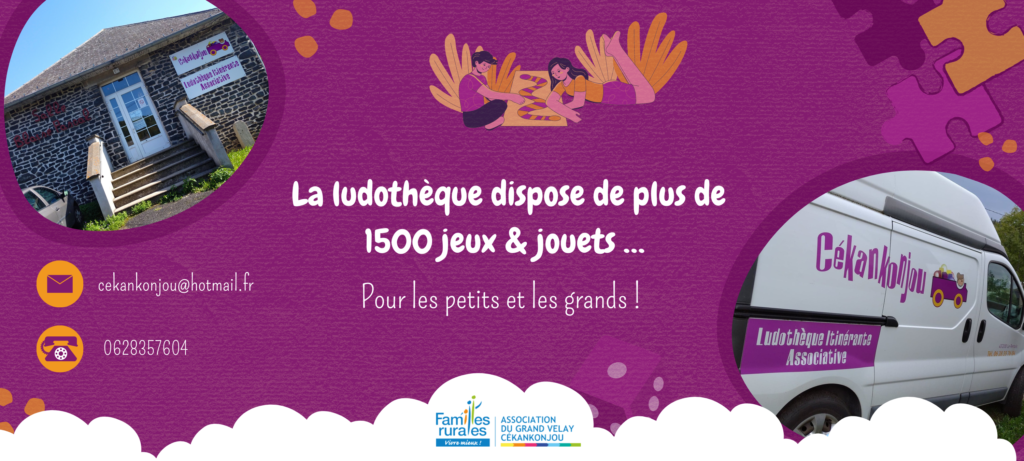 Cékankonjou
Ludothèque Itinérante
Associative
La ludothèque dispose de plus de
1500 jeux & jouets ...
Pour les petits et les grands !
cekankonjou@hotmail.fr
0628357604
Cékankonjou
Ludothèque Itinérante
Associative
Familles
rurales
Vivre mieux !
ASSOCIATION
DU GRAND VELAY
CÉKANKONJOU